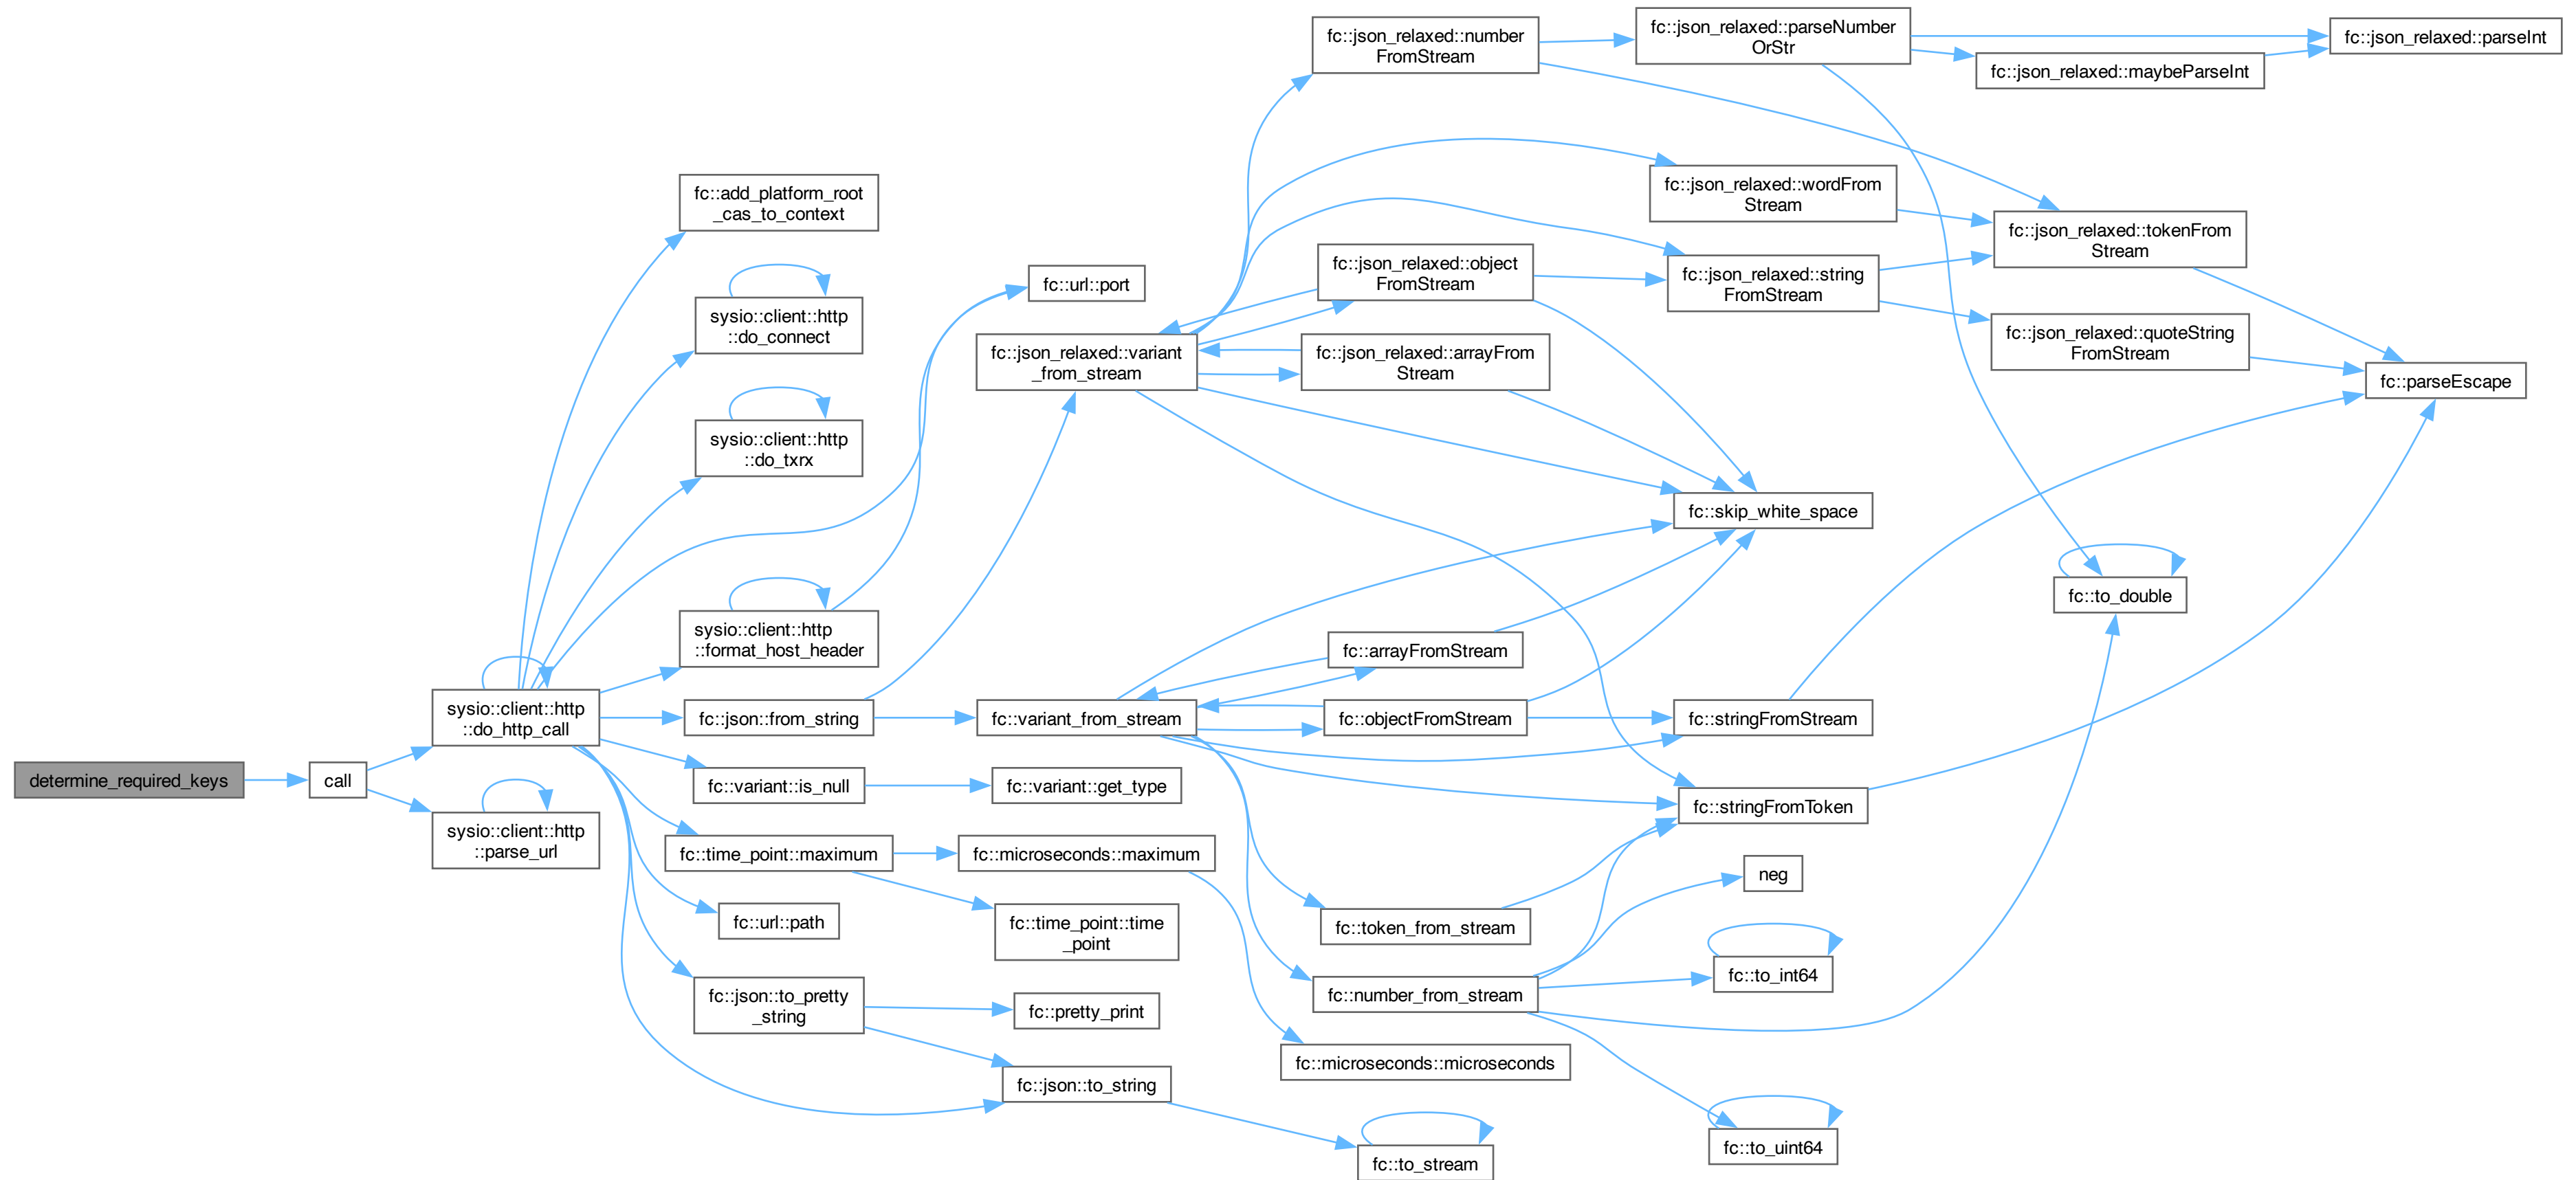 determine_required_keys
call
sysio::client::http
::do_http_call
sysio::client::http
::parse_url
fc::add_platform_root
_cas_to_context
sysio::client::http
::do_connect
sysio::client::http
::do_txrx
sysio::client::http
::format_host_header
fc::json::from_string
fc::variant::is_null
fc::time_point::maximum
fc::url::path
fc::json::to_pretty
_string
fc::url::port
fc::json_relaxed::variant
_from_stream
fc::variant_from_stream
fc::variant::get_type
fc::microseconds::maximum
fc::time_point::time
_point
fc::pretty_print
fc::json::to_string
fc::json_relaxed::number
FromStream
fc::json_relaxed::object
FromStream
fc::json_relaxed::arrayFrom
Stream
fc::arrayFromStream
fc::objectFromStream
fc::token_from_stream
fc::number_from_stream
fc::microseconds::microseconds
fc::to_stream
fc::json_relaxed::parseNumber
OrStr
fc::json_relaxed::wordFrom
Stream
fc::json_relaxed::string
FromStream
fc::skip_white_space
fc::stringFromStream
fc::stringFromToken
neg
fc::to_int64
fc::to_uint64
fc::json_relaxed::maybeParseInt
fc::json_relaxed::tokenFrom
Stream
fc::json_relaxed::quoteString
FromStream
fc::to_double
fc::json_relaxed::parseInt
fc::parseEscape